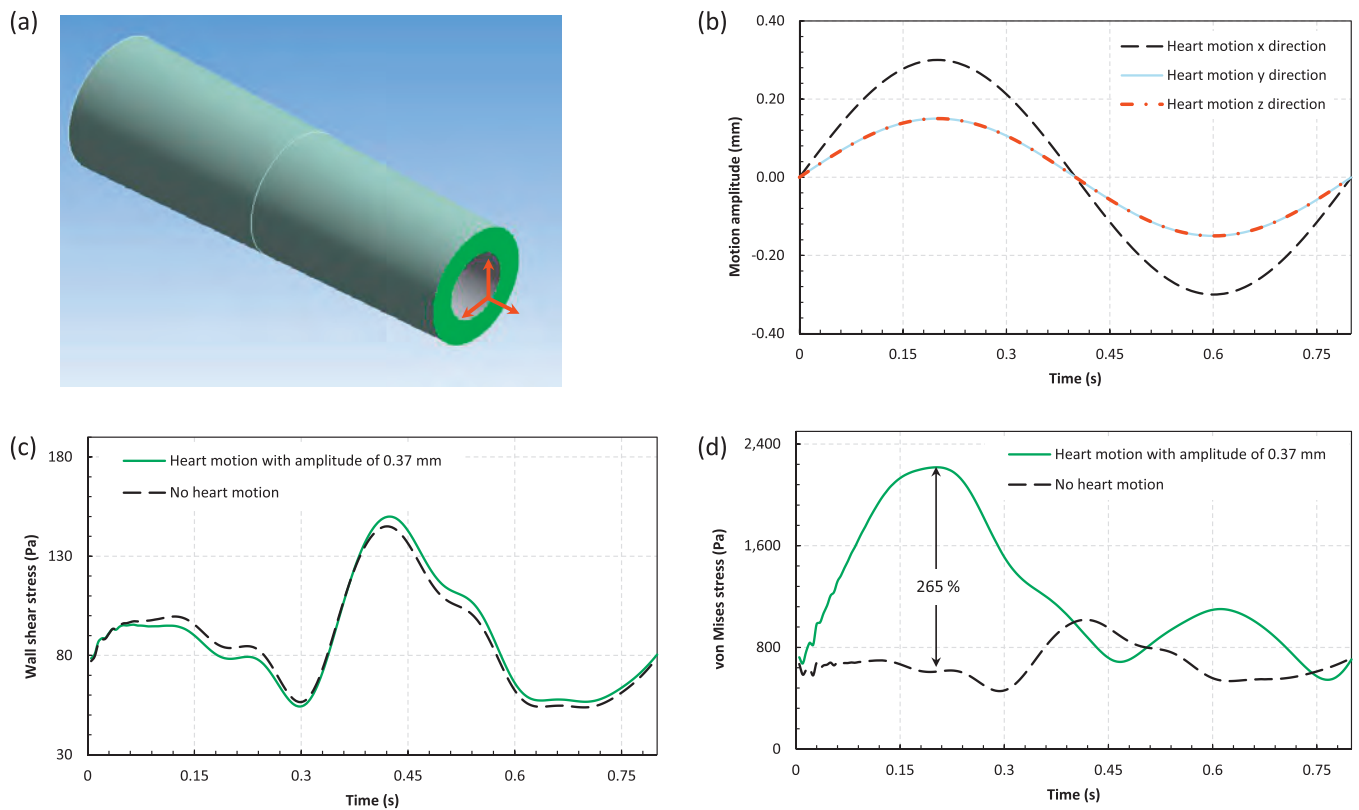 (a)
(b)
0.40
0.20
0.00
-0.20
-0.40
Motion amplitude (mm)
Heart motion x direction
Heart motion y direction
Heart motion z direction
0
0.15
0.3
0.45
0.6
0.75
Time (s)
(c)
180
130
80
30
Wall shear stress (Pa)
Heart motion with amplitude of 0.37 mm
No heart motion
0
0.15
0.3
0.45
0.6
0.75
Time (s)
(d)
2,400
1,600
800
0
von Mises stress (Pa)
Heart motion with amplitude of 0.37 mm
No heart motion
265 %
0
0.15
0.3
0.45
0.6
0.75
Time (s)